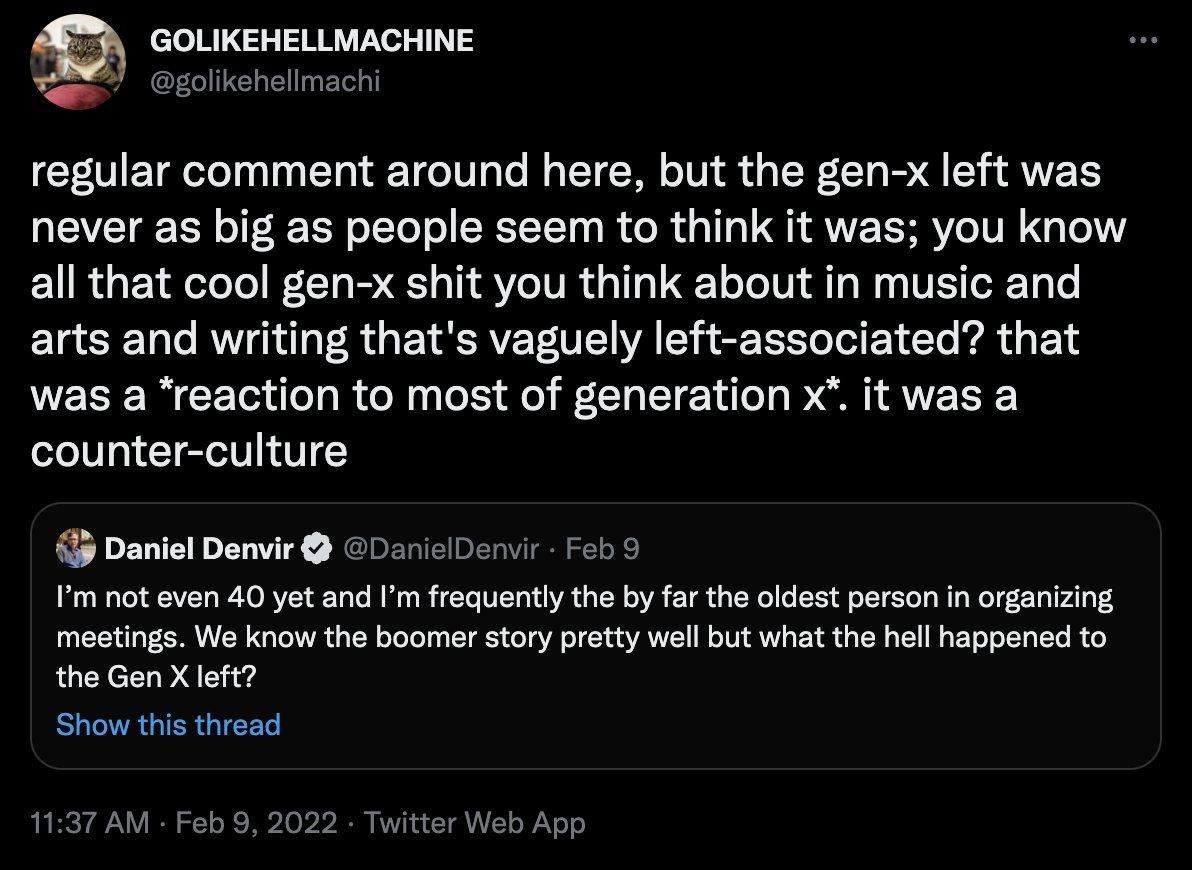 GOLIKEHELLMACHINE
@golikehellmachi
regular comment around here, but the gen-x left was
never as big as people seem to think it was; you know
all that cool gen-x shit you think about in music and
arts and writing that's vaguely left-associated? that
was a *reaction to most of generation x*. it was a
counter-culture
Daniel Denvir @DanielDenvir · Feb 9
I’m not even 40 yet and I’m frequently the by far the oldest person in organizing
meetings. We know the boomer story pretty well but what the hell happened to
the Gen X left?
Show this thread
11:37 AM · Feb 9, 2022 · Twitter Web App